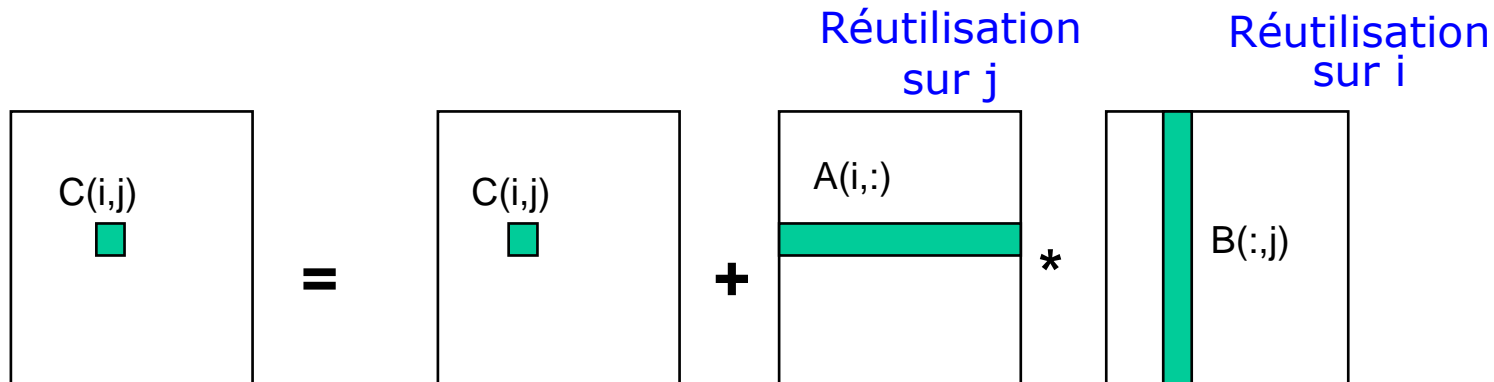 Réutilisation
sur j
Réutilisation
sur i
C(i,j)
=
C(i,j)
+
A(i,:)
*
B(:,j)